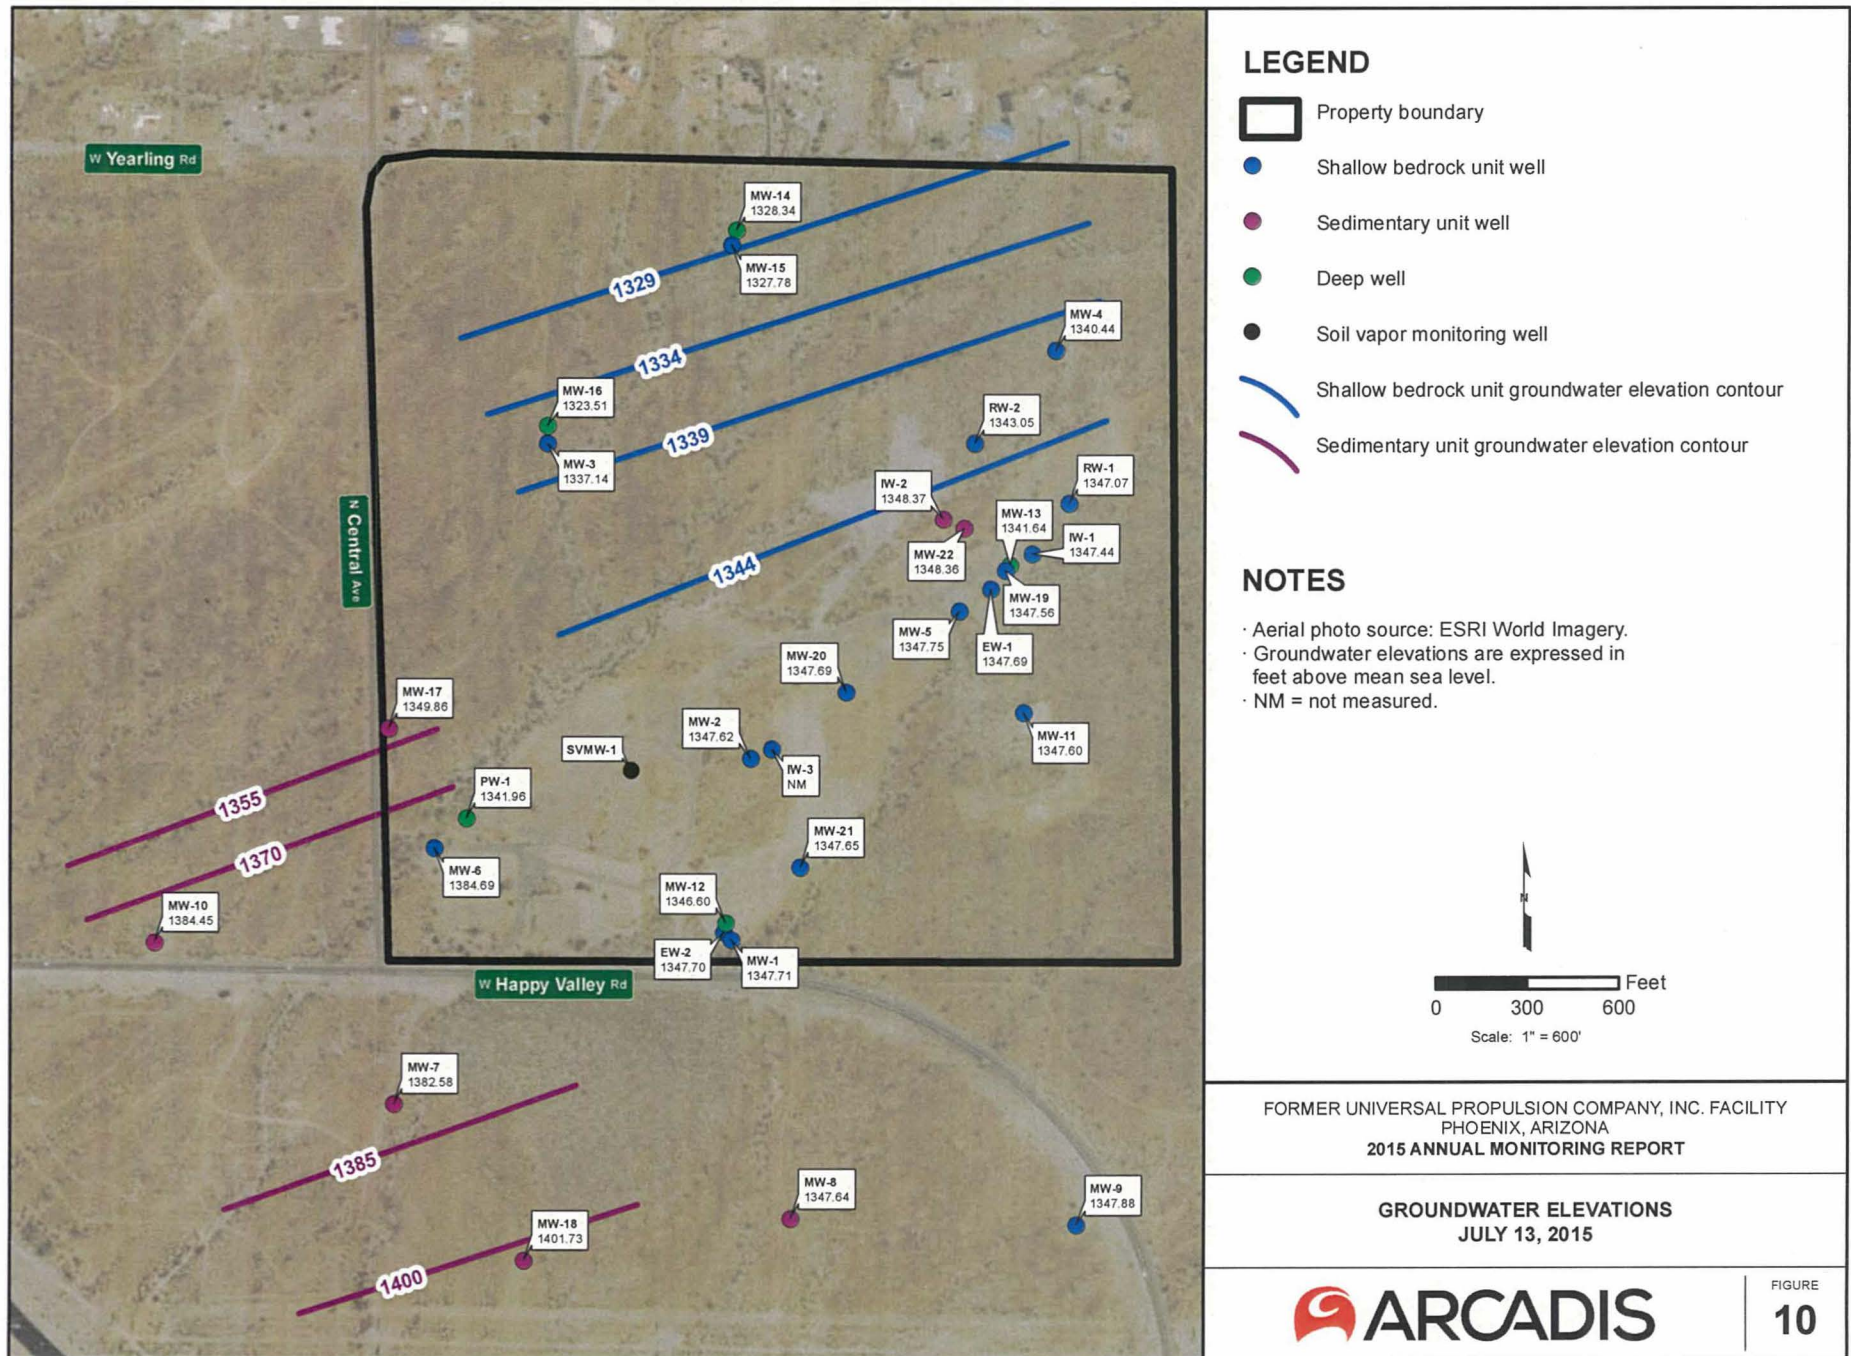 W Yearling Rd
MW-14
1328.34
MW-15
1327.78
1329
1334
MW-4
1340.44
MW-16
1323.51
1339
RW-2
1343.05
MW-3
1337.14
RW-1
1347.07
IW-2
1348.37
MW-13
1341.64
N Central Ave
IW-1
1347.44
MW-22
1348.36
1344
MW-19
1347.56
MW-5
1347.75
EW-1
1347.69
MW-20
1347.69
MW-17
1349.86
MW-2
1347.62
MW-11
1347.60
SVMW-1
IW-3
NM
PW-1
1341.96
1355
MW-21
1347.65
1370
MW-6
1384.69
MW-12
1346.60
MW-10
1384.45
EW-2
1347.70
MW-1
1347.71
W Happy Valley Rd
MW-7
1382.58
1385
MW-8
1347.64
MW-9
1347.88
MW-18
1401.73
1400
LEGEND
Property boundary
Shallow bedrock unit well
Sedimentary unit well
Deep well
Soil vapor monitoring well
Shallow bedrock unit groundwater elevation contour
Sedimentary unit groundwater elevation contour
NOTES
· Aerial photo source: ESRI World Imagery.
· Groundwater elevations are expressed in
feet above mean sea level.
· NM = not measured.
N
Feet
0 300 600
Scale: 1" = 600'
FORMER UNIVERSAL PROPULSION COMPANY, INC. FACILITY
PHOENIX, ARIZONA
2015 ANNUAL MONITORING REPORT
GROUNDWATER ELEVATIONS
JULY 13, 2015
ARCADIS
FIGURE
10